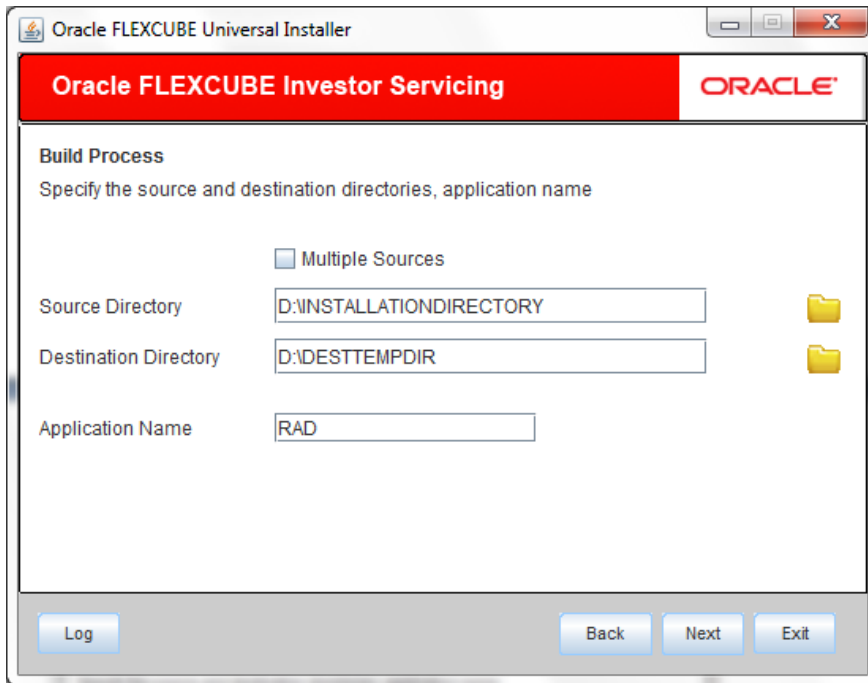 Oracle FLEXCUBE Universal Installer
Oracle FLEXCUBE Investor Servicing
ORACLE
Build Process
Specify the source and destination directories, application name
Multiple Sources
Source Directory D:\INSTALLATIONDIRECTORY
Destination Directory D:\DESTTEMPDIR
Application Name RAD
Log Back Next Exit